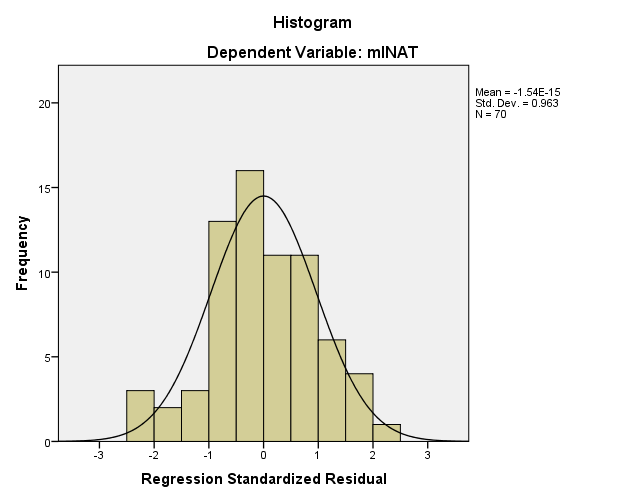 Histogram
Dependent Variable: mINAT
Mean = -1.54E-15
Std. Dev. = 0.963
N = 70
Frequency
20
15
10
5
0
-3 -2 -1 0 1 2 3
Regression Standardized Residual